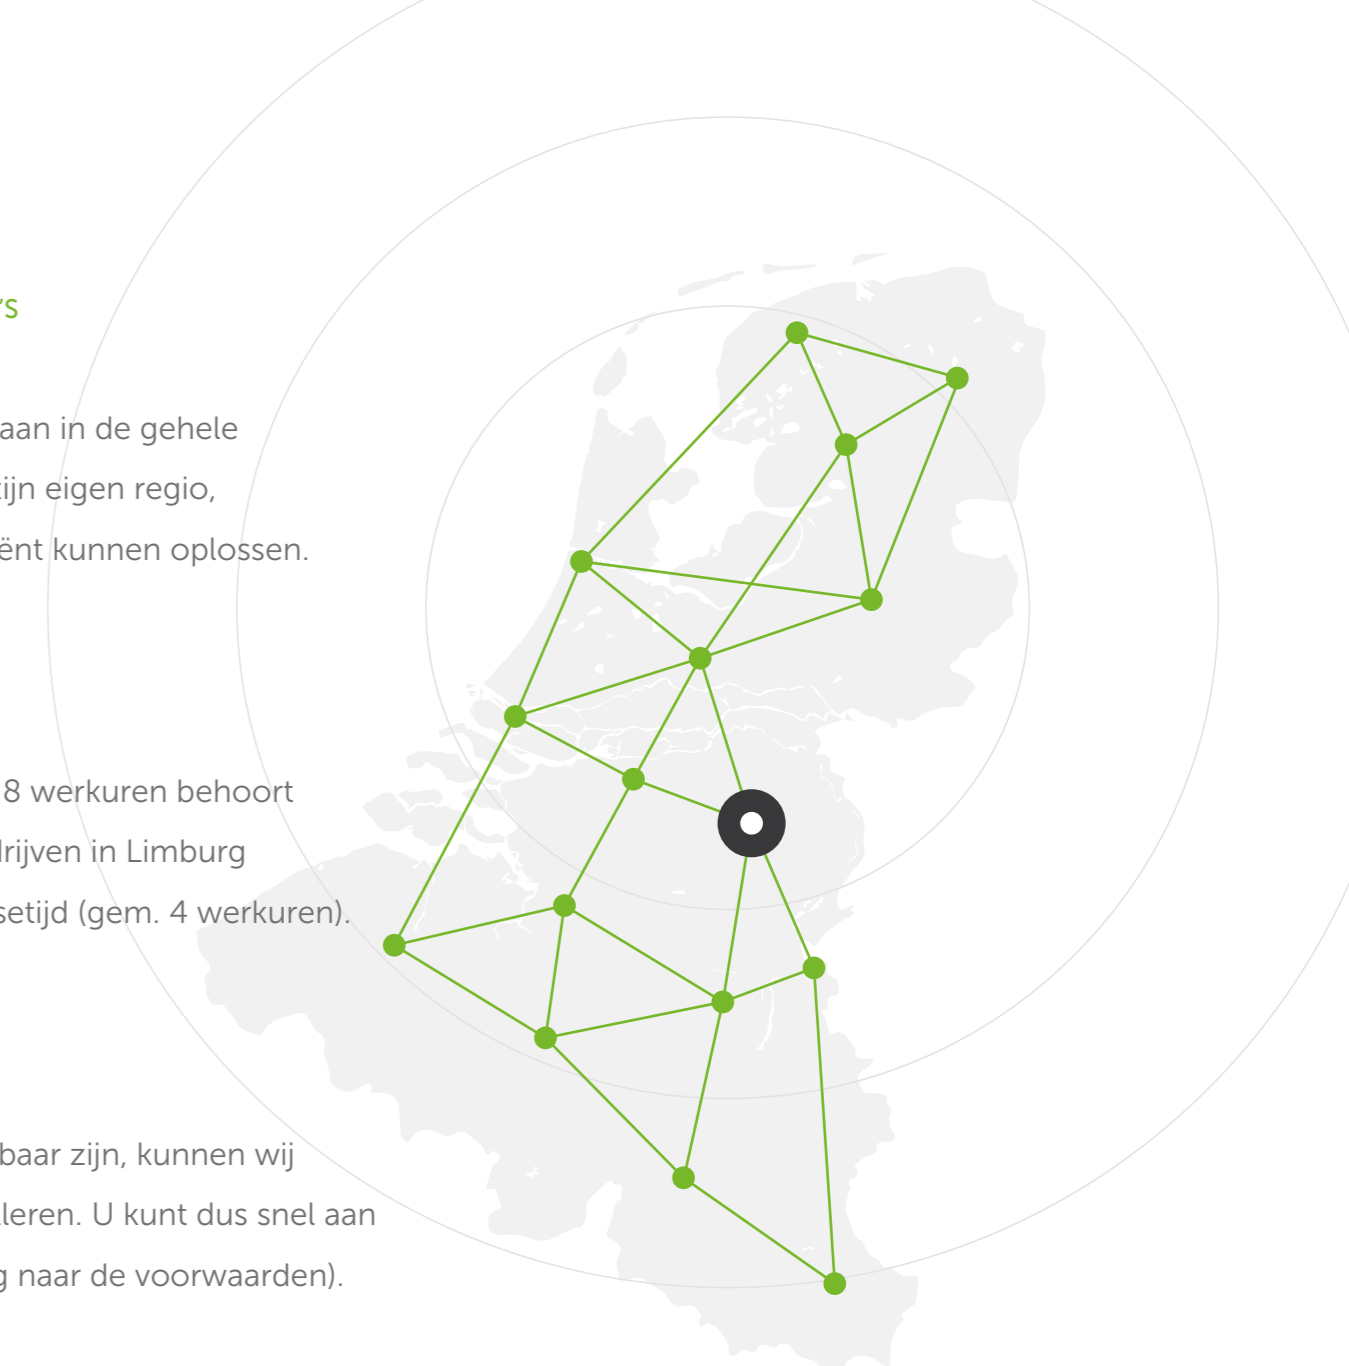 's
aan in de gehele
ijn eigen regio,
ënt kunnen oplossen.
8 werkuren behoort
rijven in Limburg
setijd (gem. 4 werkuren).
baar zijn, kunnen wij
leren. U kunt dus snel aan
g naar de voorwaarden).